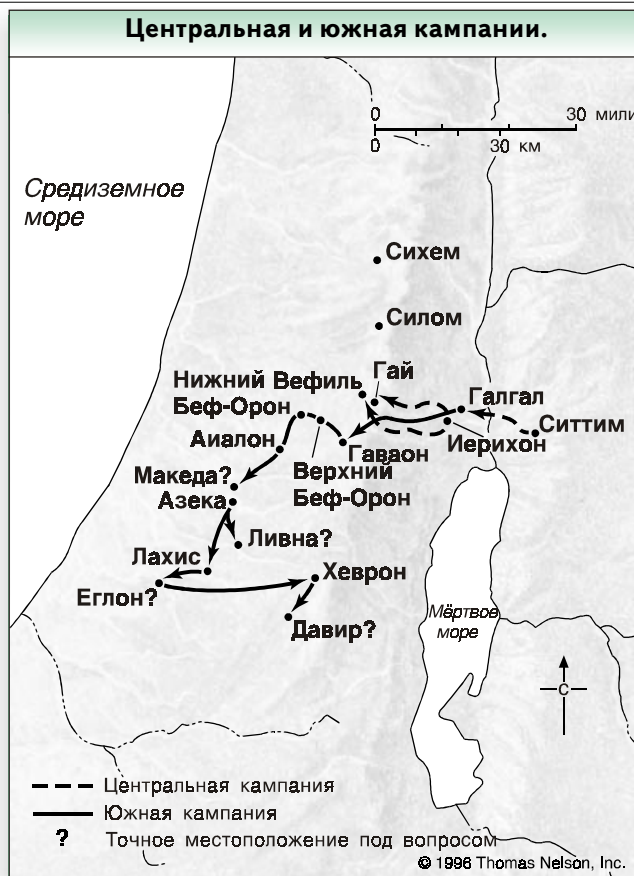 Центральная и южная кампании.
0 30 мили
0 30 км
Средиземное
море
Сихем
Силом
Гай
Нижний Вефиль
Беф-Орон
Галгал
Ситтим
Аиалон
Гаваон
Иерихон
Верхний
Беф-Орон
Македа?
Азека
Ливна?
Лахис
Хеврон
Еглон?
Давир?
Мёртвое
море
С
Центральная кампания
Южная кампания
? Точное местоположение под вопросом
© 1996 Thomas Nelson, Inc.